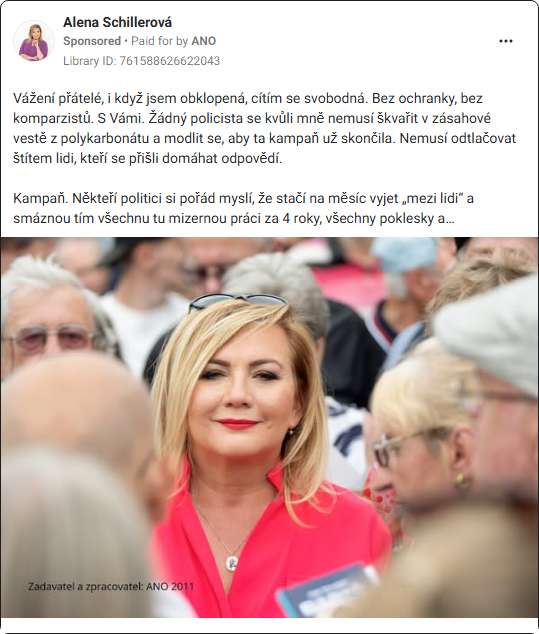 Alena Schillerová
Sponsored • Paid for by ANO
Library ID: 761588626622043
Vážení přátelé, i když jsem obklopená, cítím se svobodná. Bez ochranky, bez
komparzistů. S Vámi. Žádný policista se kvůli mně nemusí škvařit v zásahové
vestě z polykarbonátu a modlit se, aby ta kampaň už skončila. Nemusí odtlačovat
štítem lidi, kteří se přišli domáhat odpovědí.
Kampaň. Někteří politici si pořád myslí, že stačí na měsíc vyjet „mezi lidi“ a
smáznou tím všechnu tu mizernou práci za 4 roky, všechny poklesky a…
Zadavatel a zpracovatel: ANO 2011